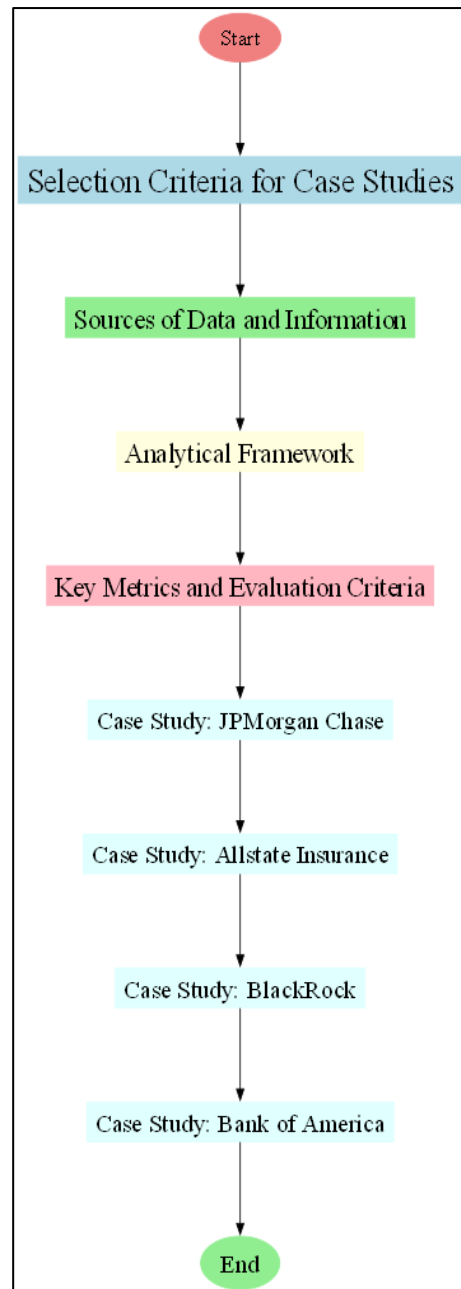 Start
Selection Criteria for Case Studies
Sources of Data and Information
Analytical Framework
Key Metrics and Evaluation Criteria
Case Study: JPMorgan Chase
Case Study: Allstate Insurance
Case Study: BlackRock
Case Study: Bank of America
End